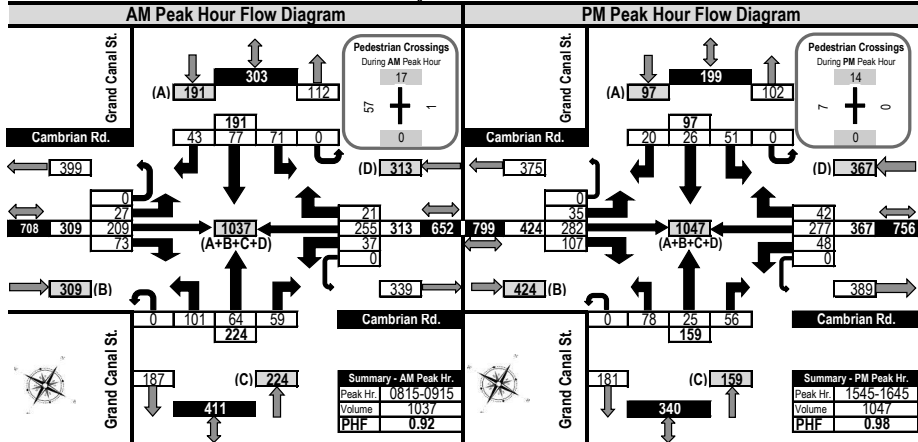 AM Peak Hour Flow Diagram
Grand Canal St.
303
(A) 191 112
Pedestrian Crossings
During AM Peak Hour
17
57 1
0
191
43 77 71 0
Cambrian Rd.
399
(D) 313
0
27
708 309 209
73
1037
(A+B+C+D)
21
255 313 652
37
0
309 (B)
339
0 101 64 59
224
Cambrian Rd.
Grand Canal St.
187 (C) 224
411
Summary - AM Peak Hr.
Peak Hr. 0815-0915
Volume 1037
PHF 0.92
PM Peak Hour Flow Diagram
Grand Canal St.
199
(A) 97 102
Pedestrian Crossings
During PM Peak Hour
14
7 0
0
97
20 26 51 0
Cambrian Rd.
375
(D) 367
0
35
799 424 282
107
1047
(A+B+C+D)
42
277 367 756
48
0
424 (B)
389
0 78 25 56
159
Cambrian Rd.
Grand Canal St.
181 (C) 159
340
Summary - PM Peak Hr.
Peak Hr. 1545-1645
Volume 1047
PHF 0.98